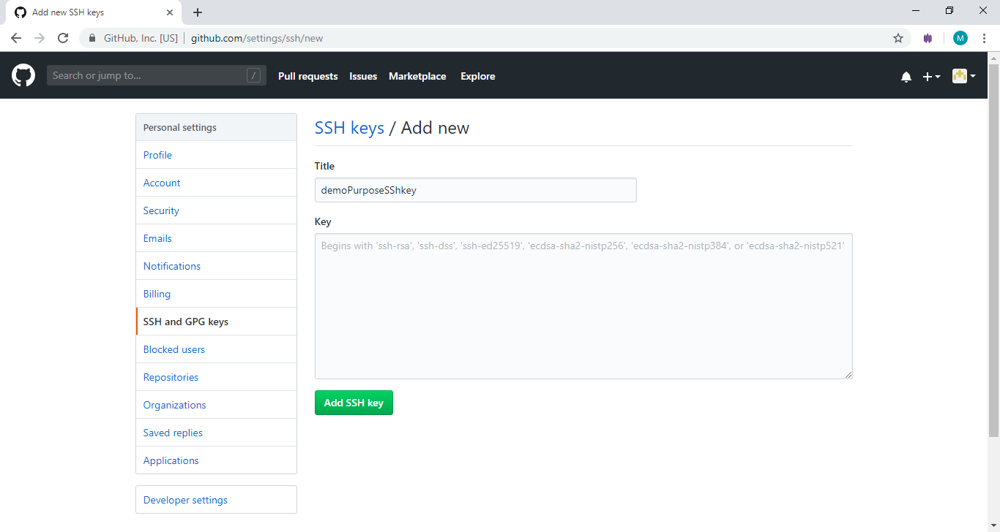 Add new SSH keys
GitHub, Inc. [US] | github.com/settings/ssh/new
M
Search or jump to... /
Pull requests Issues Marketplace Explore
Personal settings
Profile
Account
Security
Emails
Notifications
Billing
SSH and GPG keys
Blocked users
Repositories
Organizations
Saved replies
Applications
Developer settings
SSH keys / Add new
Title
demoPurposeSShkey
Key
Begins with 'ssh-rsa', 'ssh-dss', 'ssh-ed25519', 'ecdsa-sha2-nistp256', 'ecdsa-sha2-nistp384', or 'ecdsa-sha2-nistp521'
Add SSH key